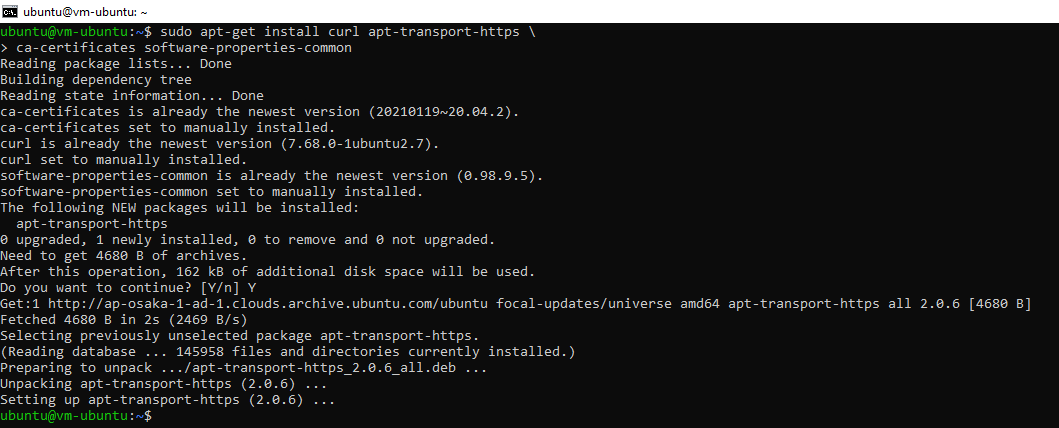 ubuntu@vm-ubuntu: ~
ubuntu@vm-ubuntu:~$ sudo apt-get install curl apt-transport-https \
> ca-certificates software-properties-common
Reading package lists... Done
Building dependency tree
Reading state information... Done
ca-certificates is already the newest version (20210119~20.04.2).
ca-certificates set to manually installed.
curl is already the newest version (7.68.0-1ubuntu2.7).
curl set to manually installed.
software-properties-common is already the newest version (0.98.9.5).
software-properties-common set to manually installed.
The following NEW packages will be installed:
  apt-transport-https
0 upgraded, 1 newly installed, 0 to remove and 0 not upgraded.
Need to get 4680 B of archives.
After this operation, 162 kB of additional disk space will be used.
Do you want to continue? [Y/n] Y
Get:1 http://ap-osaka-1-ad-1.clouds.archive.ubuntu.com/ubuntu focal-updates/universe amd64 apt-transport-https all 2.0.6 [4680 B]
Fetched 4680 B in 2s (2469 B/s)
Selecting previously unselected package apt-transport-https.
(Reading database ... 145958 files and directories currently installed.)
Preparing to unpack .../apt-transport-https_2.0.6_all.deb ...
Unpacking apt-transport-https (2.0.6) ...
Setting up apt-transport-https (2.0.6) ...
ubuntu@vm-ubuntu:~$